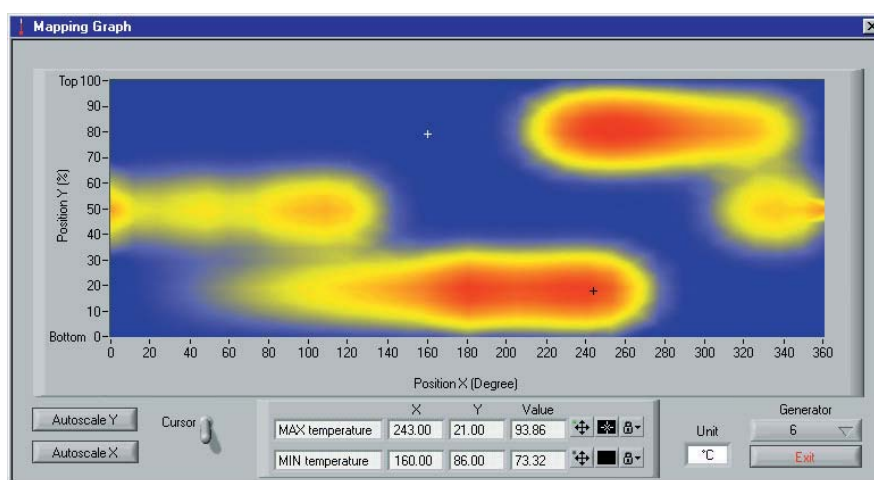 Mapping Graph
Top 100
90
80
70
60
50
40
30
20
10
Bottom 0
Position Y (%)
0 20 40 60 80 100 120 140 160 180 200 220 240 260 280 300 320 340 360
Position X (Degree)
Autoscale Y
Autoscale X
Cursor
X Y Value
MAX temperature 243.00 21.00 93.86
MIN temperature 160.00 86.00 73.32
Unit
°C
Generator
6
Exit